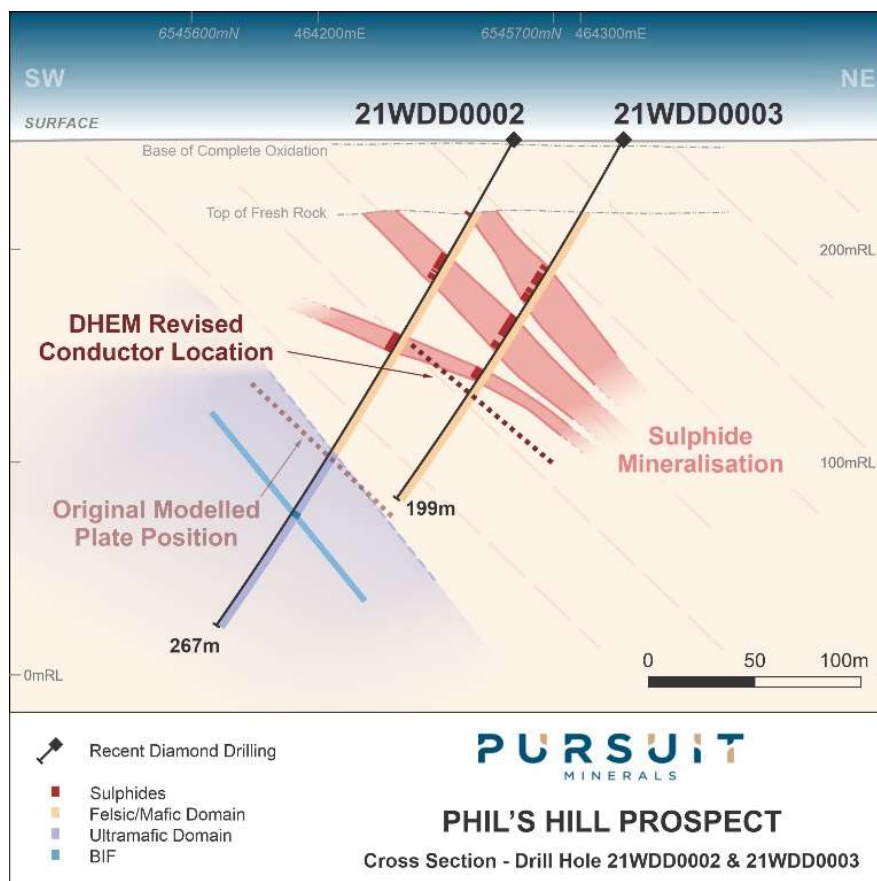 6545600mN
464200mE
6545700mN
464300mE
SW
NE
SURFACE
21WDD0002
21WDD0003
Base of Complete Oxidation
Top of Fresh Rock
200mRL
DHEM Revised
Conductor Location
Sulphide
Mineralisation
100mRL
Original Modelled
Plate Position
199m
267m
0mRL
0
50
100m
Recent Diamond Drilling
Sulphides
Felsic/Mafic Domain
Ultramafic Domain
BIF
PURSUIT
MINERALS
PHIL'S HILL PROSPECT
Cross Section - Drill Hole 21WDD0002 & 21WDD0003